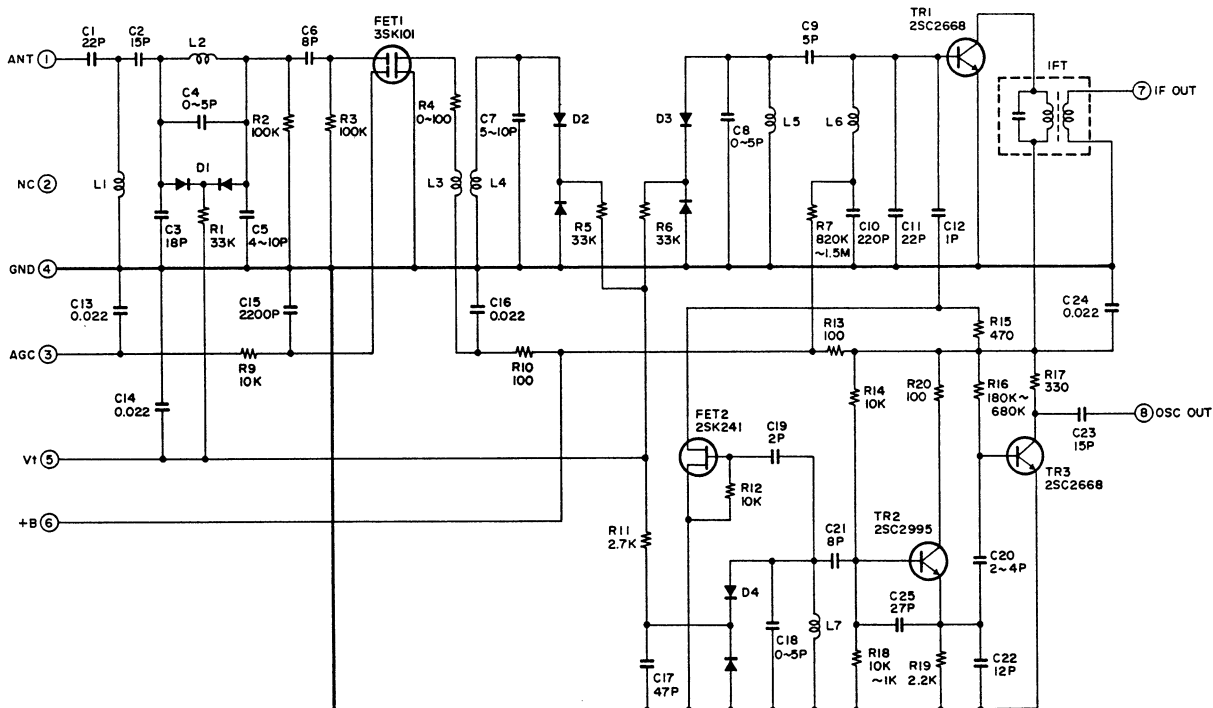 C1
22P
C2
15P
L2
C6
8P
FET1
3SK101
C9
5P
TR1
2SC2668
IFT
ANT 1
7 IF OUT
C4
0~5P
R2
100K
R3
100K
R4
0~100
C7
5~10P
D2
D3
C8
0~5P
L5
L6
NC 2
L1
D1
L3
L4
C3
18P
R1
33K
C5
4~10P
R5
33K
R6
33K
R7
820K
~1.5M
C10
220P
C11
22P
C12
1P
GND 4
C13
0.022
C15
2200P
C16
0.022
C24
0.022
R13
100
R15
470
AGC 3
R9
10K
R10
100
R14
10K
R20
100
R16
180K~
680K
R17
330
C14
0.022
8 OSC OUT
C23
15P
FET2
2SK241
C19
2P
Vt 5
R12
10K
TR3
2SC2668
+B 6
R11
2.7K
C21
8P
TR2
2SC2995
C20
2~4P
D4
C25
27P
C18
0~5P
L7
R18
10K
~1K
R19
2.2K
C22
12P
C17
47P